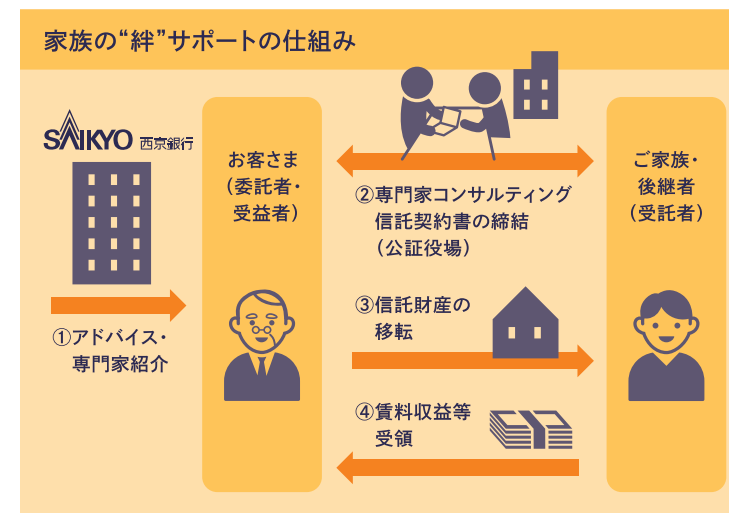 家族の“絆”サポートの仕組み
SAIKYO 西京銀行
①アドバイス・
専門家紹介
お客さま
（委託者・
受益者）
②専門家コンサルティング
信託契約書の締結
（公証役場）
③信託財産の
移転
④賃料収益等
受領
ご家族・
後継者
（受託者）